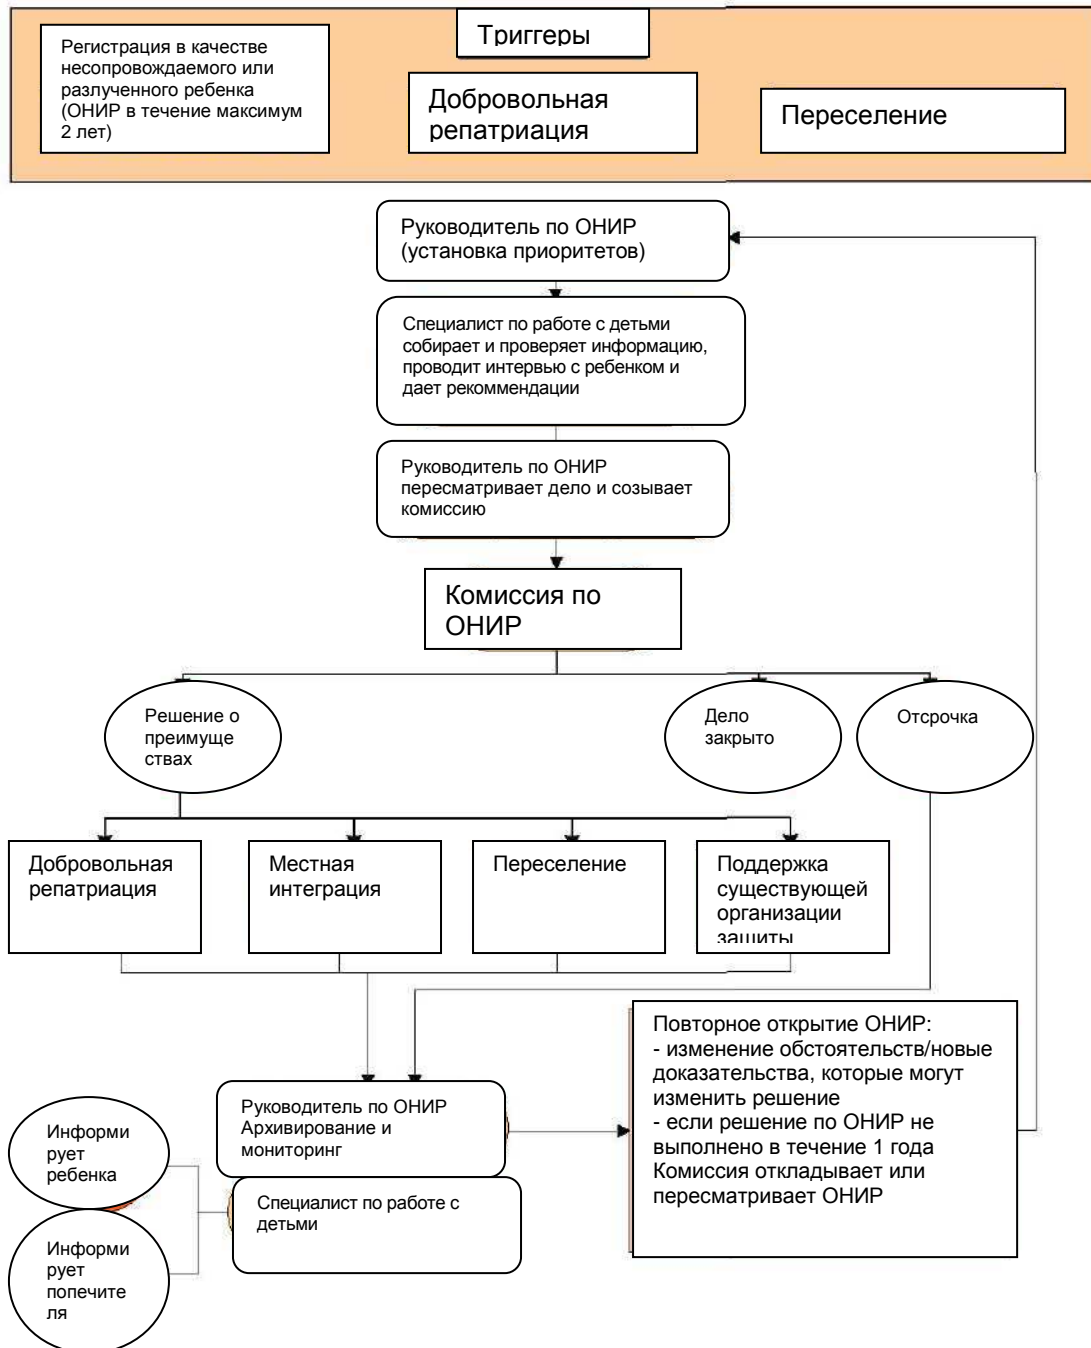 Триггеры
Регистрация в качестве
несопровождаемого или
разлученного ребенка
(ОНИР в течение максимум
2 лет)
Добровольная
репатриация
Переселение
Руководитель по ОНИР
(установка приоритетов)
Специалист по работе с детьми
собирает и проверяет информацию,
проводит интервью с ребенком и
дает рекоммендации
Руководитель по ОНИР
пересматривает дело и созывает
комиссию
Комиссия по
ОНИР
Решение о
преимуще
ствах
Дело
закрыто
Отсрочка
Добровольная
репатриация
Местная
интеграция
Переселение
Поддержка
существующей
организации
защиты
Повторное открытие ОНИР:
- изменение обстоятельств/новые
доказательства, которые могут
изменить решение
- если решение по ОНИР не
выполнено в течение 1 года
Комиссия откладывает или
пересматривает ОНИР
Руководитель по ОНИР
Архивирование и
мониторинг
Специалист по работе с
детьми
Информи
рует
ребенка
Информи
рует
попечите
ля